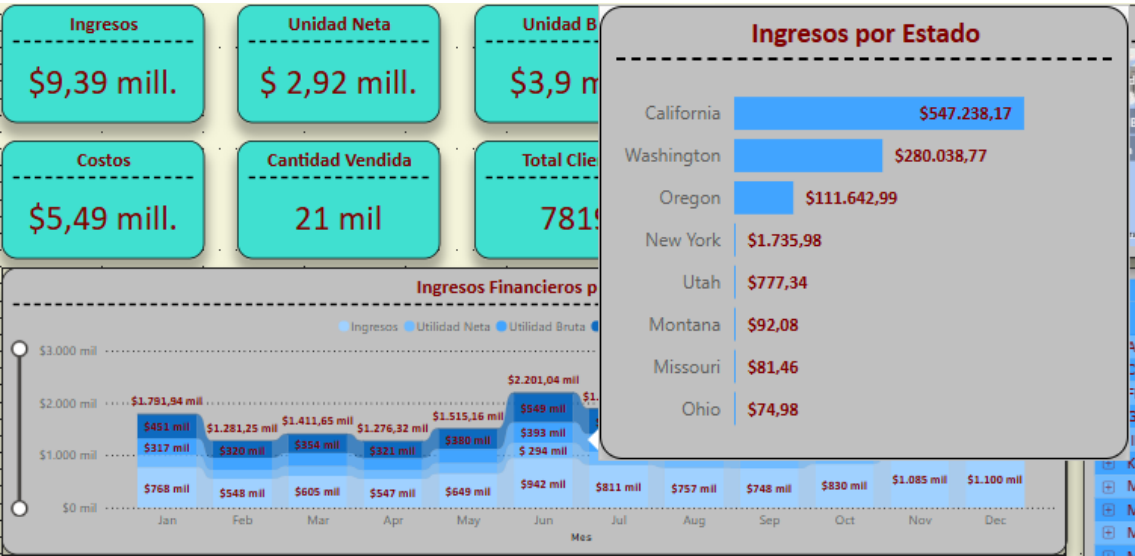 Ingresos
$9,39 mill.
Unidad Neta
$ 2,92 mill.
Unidad B
$3,9 m
Costos
$5,49 mill.
Cantidad Vendida
21 mil
Total Clie
781
Ingresos por Estado
California $547.238,17
Washington $280.038,77
Oregon $111.642,99
New York $1.735,98
Utah $777,34
Montana $92,08
Missouri $81,46
Ohio $74,98
Ingresos Financieros p
Ingresos Utilidad Neta Utilidad Bruta
$3.000 mil
$2.000 mil
$1.000 mil
$0 mil
$1.791,94 mil $1.281,25 mil $1.411,65 mil $1.276,32 mil $1.515,16 mil $2.201,04 mil $1.
$451 mil $320 mil $354 mil $321 mil $380 mil $549 mil
$317 mil $393 mil
$ 294 mil
$768 mil $548 mil $605 mil $547 mil $649 mil $942 mil $811 mil $757 mil $748 mil $830 mil $1.085 mil $1.100 mil
Jan Feb Mar Apr May Jun Jul Aug Sep Oct Nov Dec
Mes